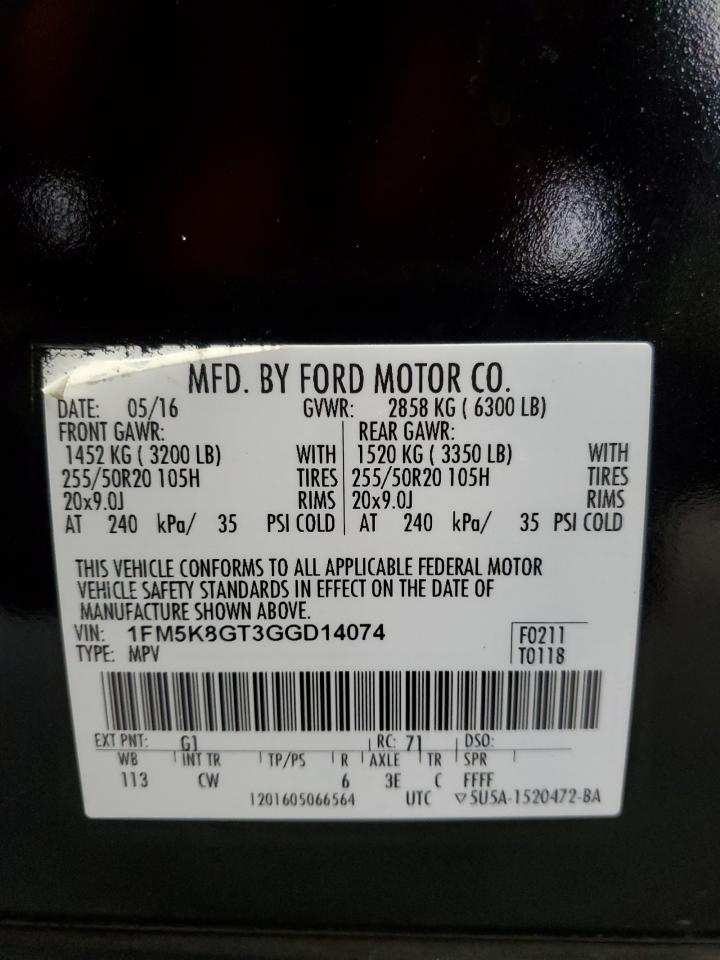 MFD. BY FORD MOTOR CO.
DATE: 05/16 GVWR: 2858 KG ( 6300 LB)
FRONT GAWR: REAR GAWR:
1452 KG ( 3200 LB) WITH 1520 KG ( 3350 LB) WITH
255/50R20 105H TIRES 255/50R20 105H TIRES
20x9.0J RIMS 20x9.0J RIMS
AT 240 kPa/ 35 PSI COLD AT 240 kPa/ 35 PSI COLD
THIS VEHICLE CONFORMS TO ALL APPLICABLE FEDERAL MOTOR
VEHICLE SAFETY STANDARDS IN EFFECT ON THE DATE OF
MANUFACTURE SHOWN ABOVE.
VIN: 1FM5K8GT3GGD14074 F0211
TYPE: MPV T0118
EXT PNT: G1 RC: 71 DSO:
WB INT TR TP/PS R AXLE TR SPR
113 CW 6 3E C FFFF
1201605066564 UTC ▽5U5A-1520472-BA